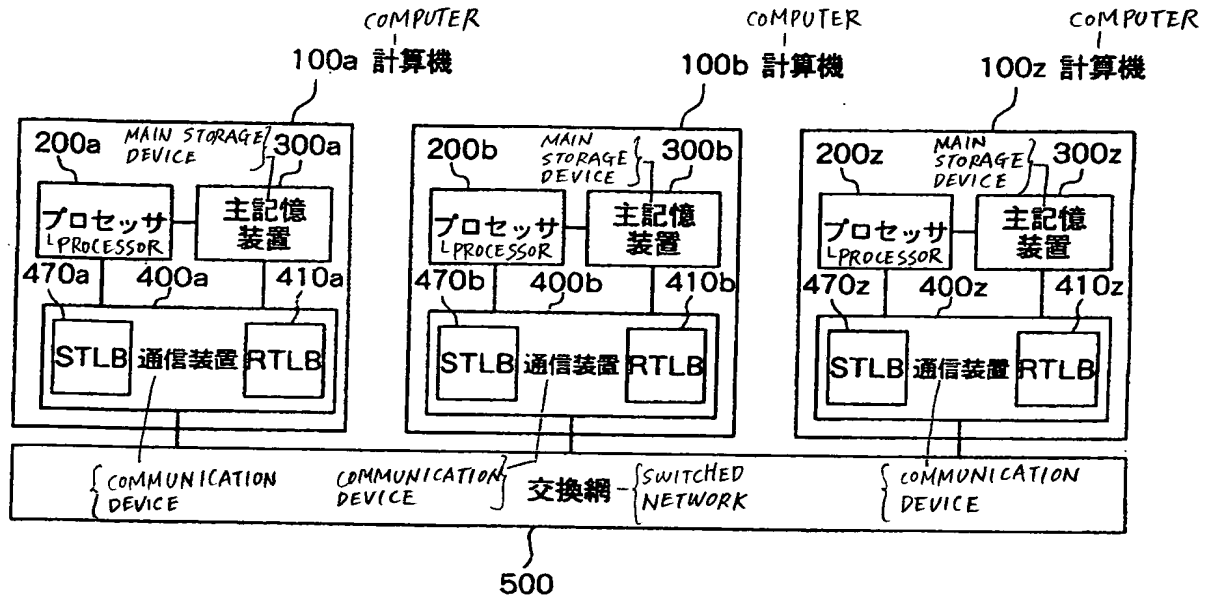 COMPUTER COMPUTER COMPUTER
100a 計算機 100b 計算機 100z 計算機
200a MAIN STORAGE DEVICE 300a
200b MAIN STORAGE DEVICE 300b
200z MAIN STORAGE DEVICE 300z
プロセッサ 主記憶装置
PROCESSOR
プロセッサ 主記憶装置
PROCESSOR
プロセッサ 主記憶装置
PROCESSOR
470a 400a 410a 470b 400b 410b 470z 400z 410z
STLB 通信装置 RTLB STLB 通信装置 RTLB STLB 通信装置 RTLB
COMMUNICATION DEVICE
COMMUNICATION DEVICE
交換網
SWITCHED NETWORK
COMMUNICATION DEVICE
500